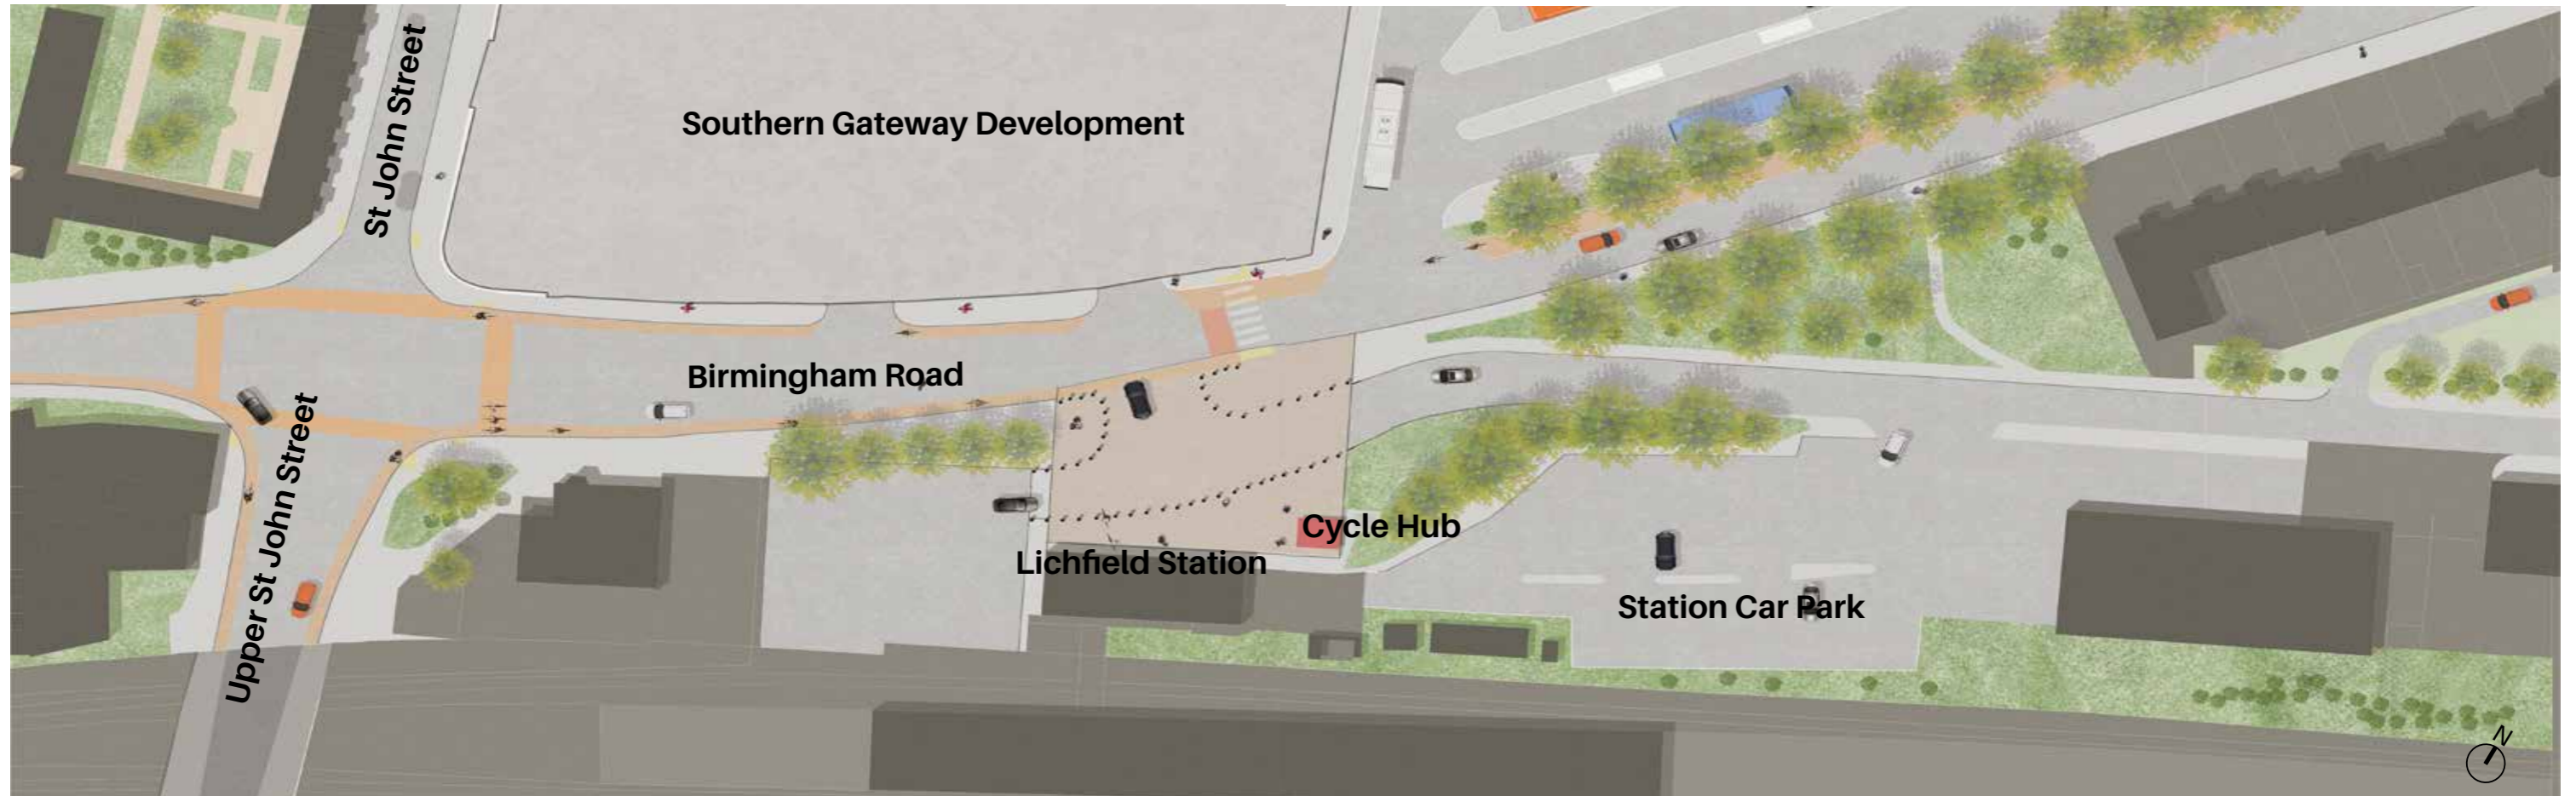 St John Street
Southern Gateway Development
Birmingham Road
Upper St John Street
Cycle Hub
Lichfield Station
Station Car Park
N